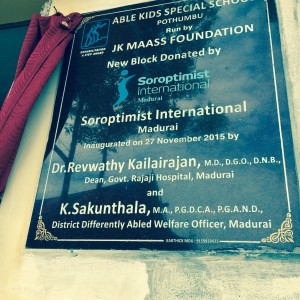 ABLE KIDS SPECIAL SCHOOL
POTHUMBU
Run by
JK MAASS FOUNDATION
New Block Donated by
Soroptimist
International
Madurai
Soroptimist International
Madurai
Inaugurated on 27 November 2015 by
Dr.Revwathy Kailairajan, M.D., D.G.O., D.N.B.,
Dean, Govt. Rajaji Hospital, Madurai
and
K.Sakunthala, M.A., P.G.D.C.A., P.G.A.N.D.,
District Differently Abled Welfare Officer, Madurai